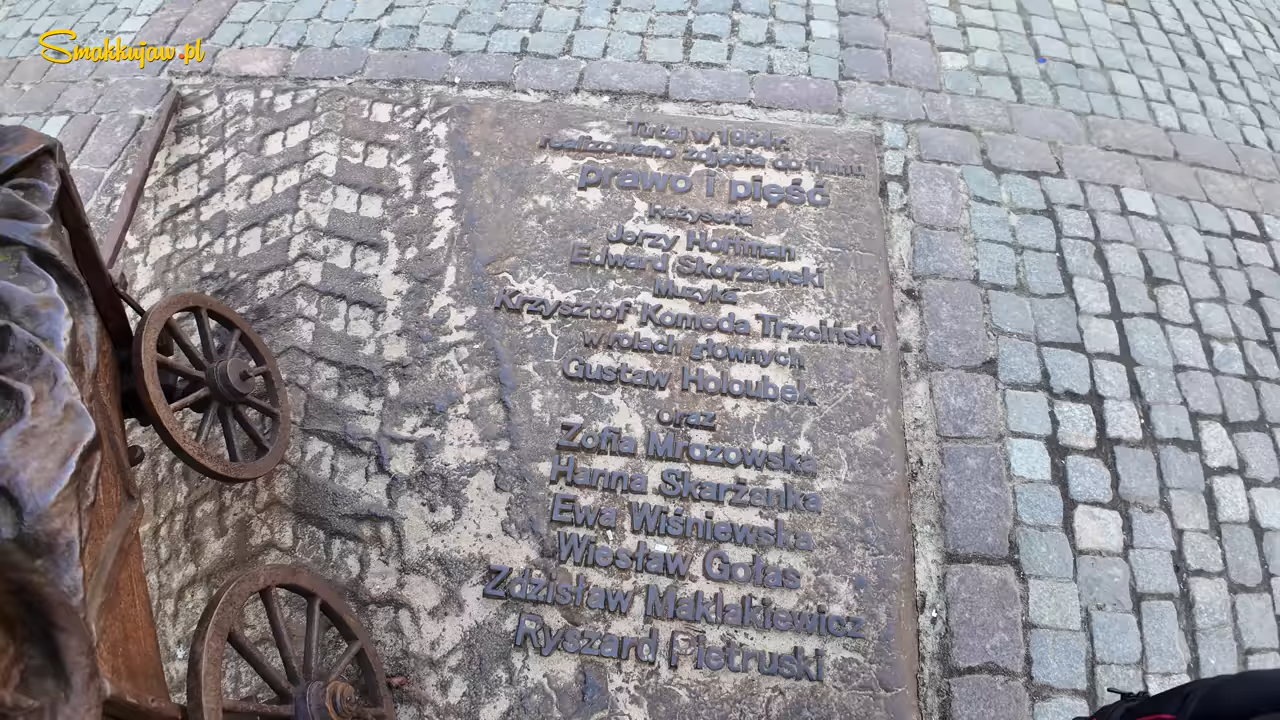 Smakkujaw.pl
Tutaj w 1964r.
realizowano zdjęcia do filmu
prawo i pięść
Reżyseria
Jerzy Hoffman
Edward Skórzewski
Muzyka
Krzysztof Komeda Trzciński
w rolach głównych
Gustaw Holoubek
oraz
Zofia Mrozowska
Hanna Skarżanka
Ewa Wiśniewska
Wiesław Gołas
Zdzisław Maklakiewicz
Ryszard Pietruski